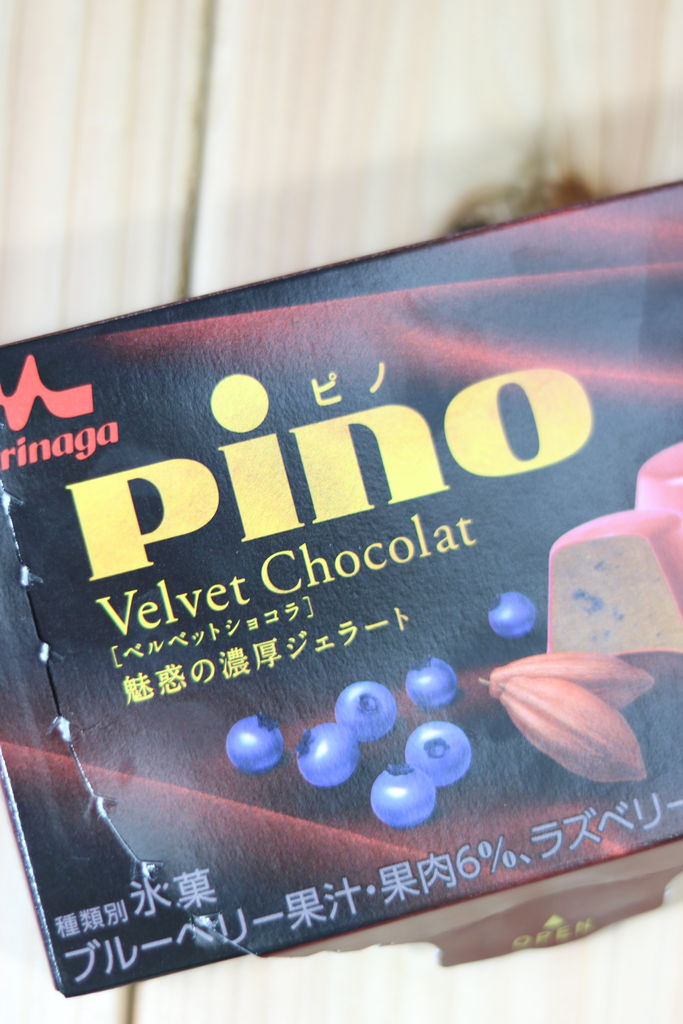 rinaga
ピノ
pino
Velvet Chocolat
[ベルベットショコラ]
魅惑の濃厚ジェラート
種類別 氷菓
ブルーベリー果汁・果肉6%、ラズベリー
OPEN